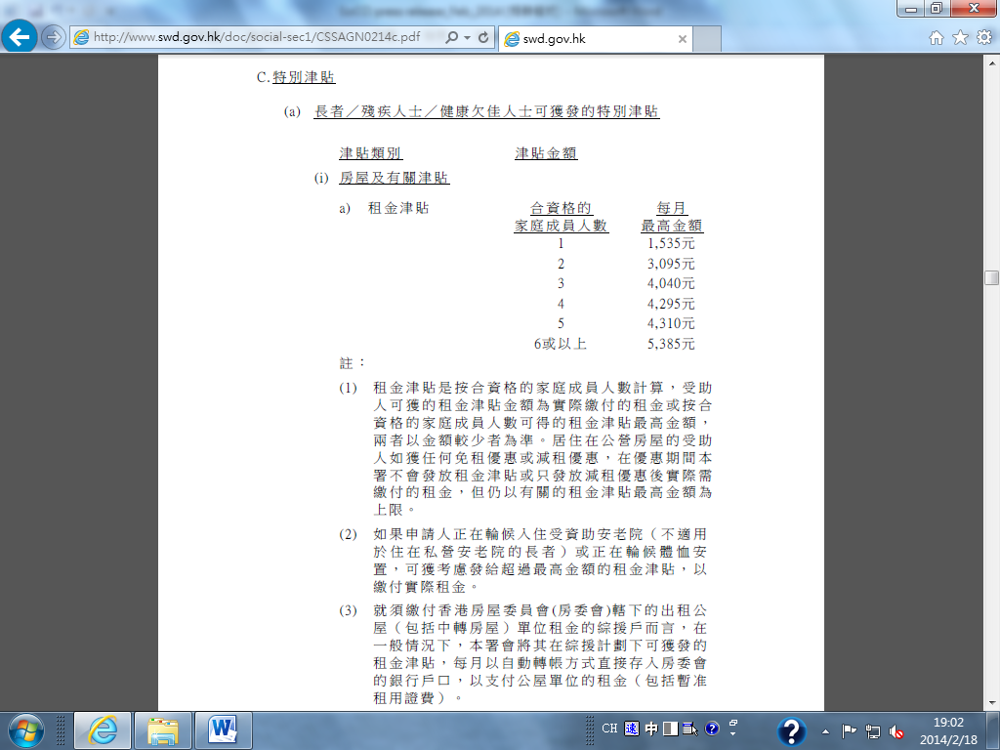 http://www.swd.gov.hk/doc/social-sec1/CSSAGN0214c.pdf
swd.gov.hk
C.特別津貼
(a) 長者／殘疾人士／健康欠佳人士可獲發的特別津貼
津貼類別 津貼金額
(i) 房屋及有關津貼
a) 租金津貼 合資格的 每月
家庭成員人數 最高金額
1 1,535元
2 3,095元
3 4,040元
4 4,295元
5 4,310元
6或以上 5,385元
註：
(1) 租金津貼是按合資格的家庭成員人數計算，受助
人可獲的租金津貼金額為實際繳付的租金或按合
資格的家庭成員人數可得的租金津貼最高金額，
兩者以金額較少者為準。居住在公營房屋的受助
人如獲任何免租優惠或減租優惠，在優惠期間本
署不會發放租金津貼或只發放減租優惠後實際需
繳付的租金，但仍以有關的租金津貼最高金額為
上限。
(2) 如果申請人正在輪候入住受資助安老院（不適用
於住在私營安老院的長者）或正在輪候體恤安
置，可獲考慮發給超過最高金額的租金津貼，以
繳付實際租金。
(3) 就須繳付香港房屋委員會(房委會)轄下的出租公
屋（包括中轉房屋）單位租金的綜援戶而言，在
一般情況下，本署會將其在綜援計劃下可獲發的
租金津貼，每月以自動轉帳方式直接存入房委會
的銀行戶口，以支付公屋單位的租金（包括暫准
租用證費）。
CH 速 中
19:02
2014/2/18